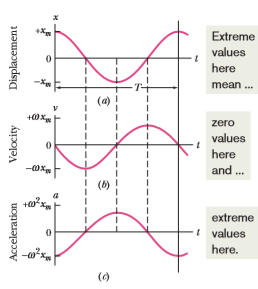 x
+xm
Extreme
values
here
mean ...
Displacement
0
t
−xm
T
(a)
v
+ωxm
zero
values
here
and ...
Velocity
0
t
−ωxm
(b)
a
+ω²xm
extreme
values
here.
Acceleration
0
t
−ω²xm
(c)